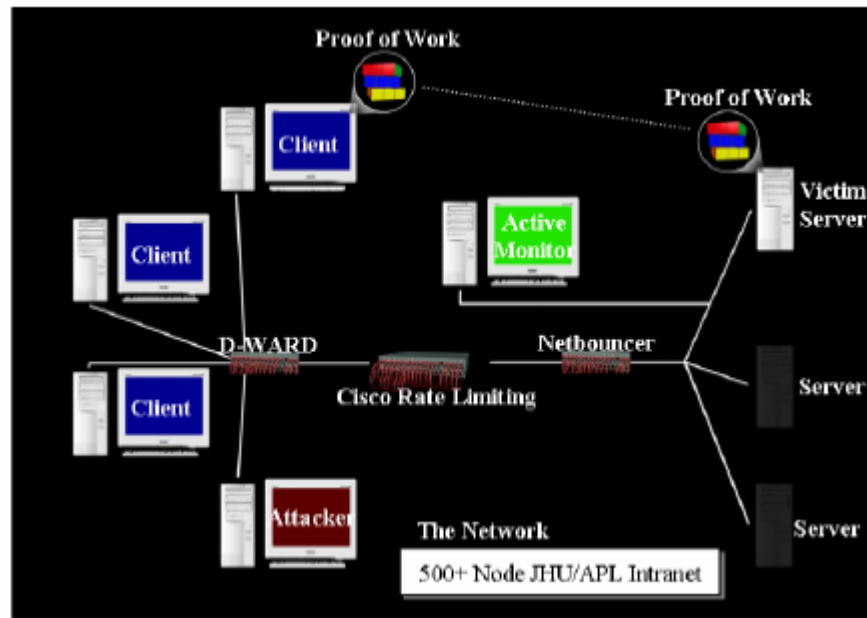 Proof of Work
Proof of Work
Client
Victim
Server
Active
Monitor
Client
D-WARD
Netbouncer
Client
Cisco Rate Limiting
Server
Attacker
The Network
Server
500+ Node JHU/APL Intranet